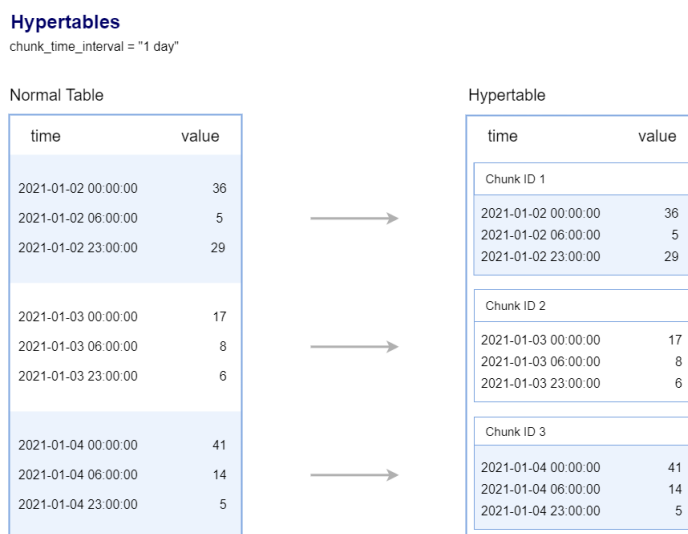 Hypertables
chunk_time_interval = "1 day"
Normal Table
time value
2021-01-02 00:00:00 36
2021-01-02 06:00:00 5
2021-01-02 23:00:00 29
2021-01-03 00:00:00 17
2021-01-03 06:00:00 8
2021-01-03 23:00:00 6
2021-01-04 00:00:00 41
2021-01-04 06:00:00 14
2021-01-04 23:00:00 5
Hypertable
time value
Chunk ID 1
2021-01-02 00:00:00 36
2021-01-02 06:00:00 5
2021-01-02 23:00:00 29
Chunk ID 2
2021-01-03 00:00:00 17
2021-01-03 06:00:00 8
2021-01-03 23:00:00 6
Chunk ID 3
2021-01-04 00:00:00 41
2021-01-04 06:00:00 14
2021-01-04 23:00:00 5